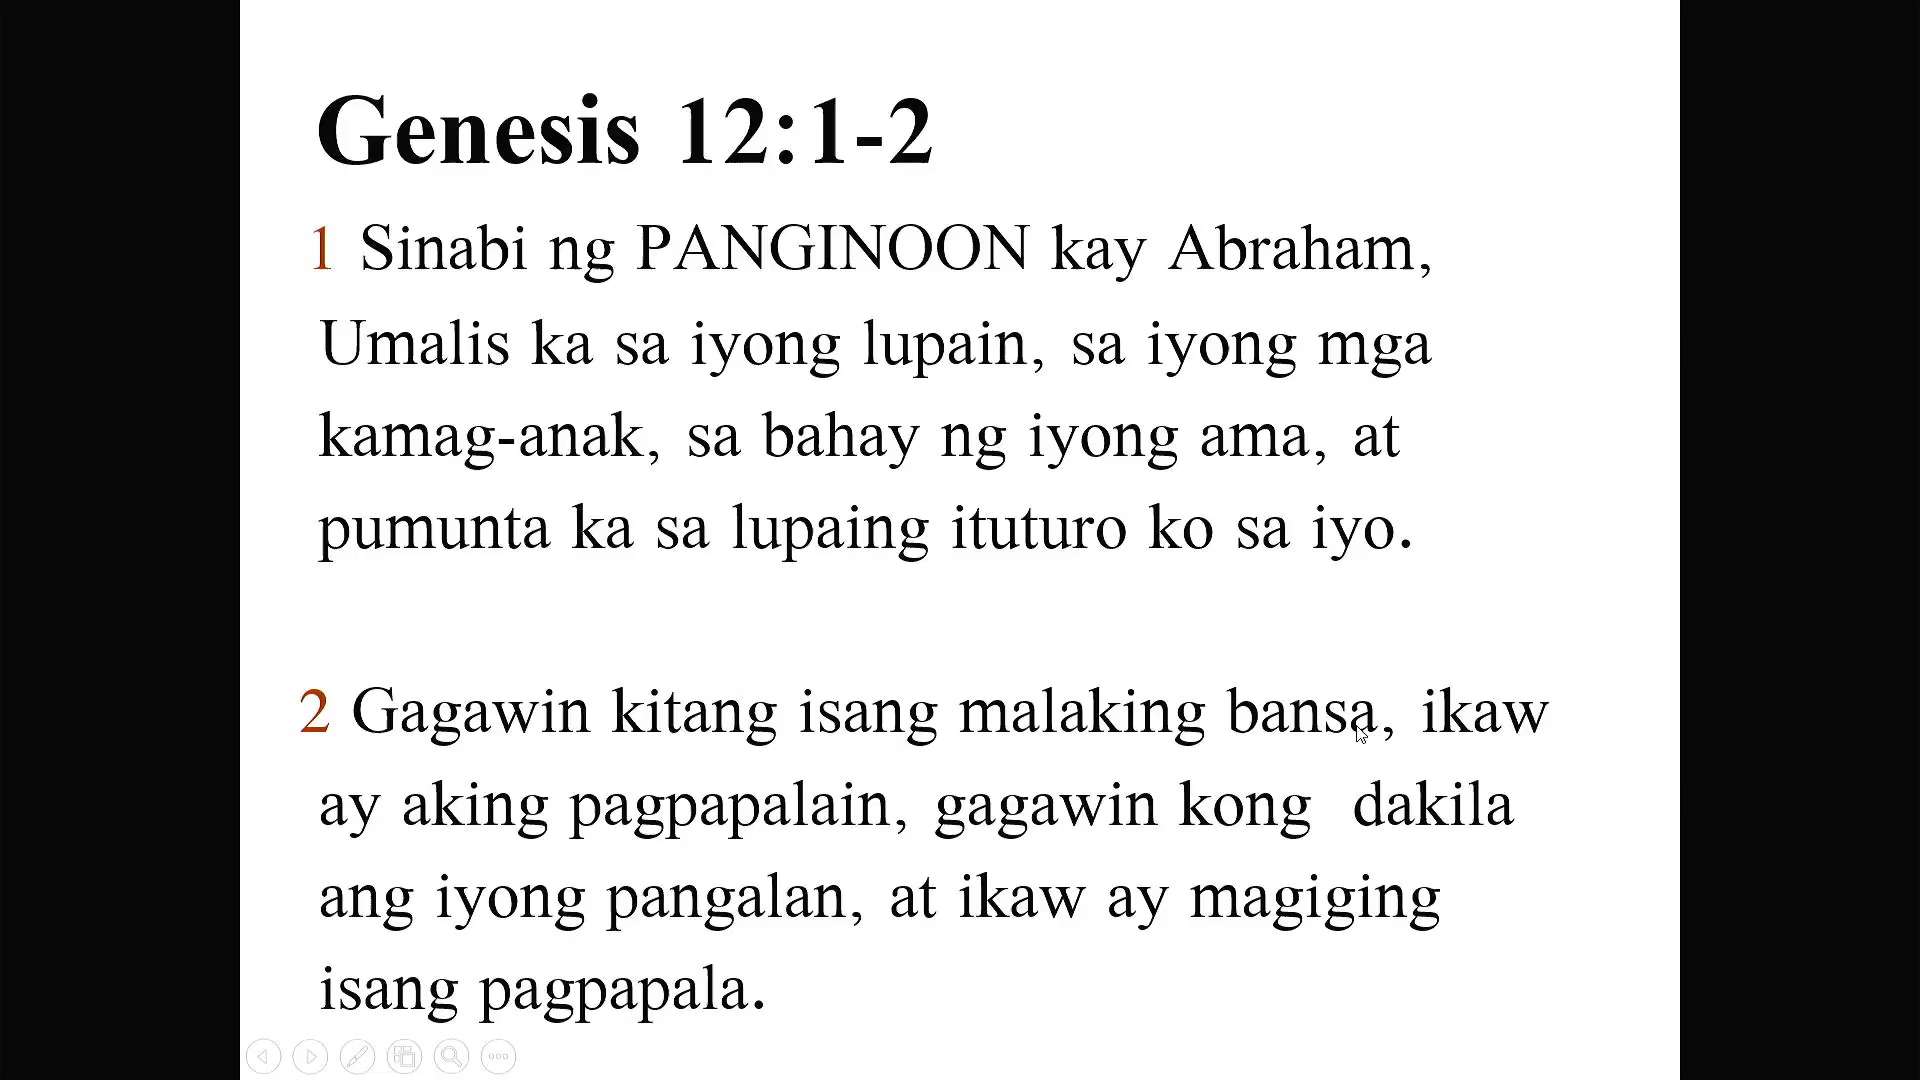 Genesis 12:1-2
1 Sinabi ng PANGINOON kay Abraham,
Umalis ka sa iyong lupain, sa iyong mga
kamag-anak, sa bahay ng iyong ama, at
pumunta ka sa lupaing ituturo ko sa iyo.
2 Gagawin kitang isang malaking bansa, ikaw
ay aking pagpapalain, gagawin kong dakila
ang iyong pangalan, at ikaw ay magiging
isang pagpapala.